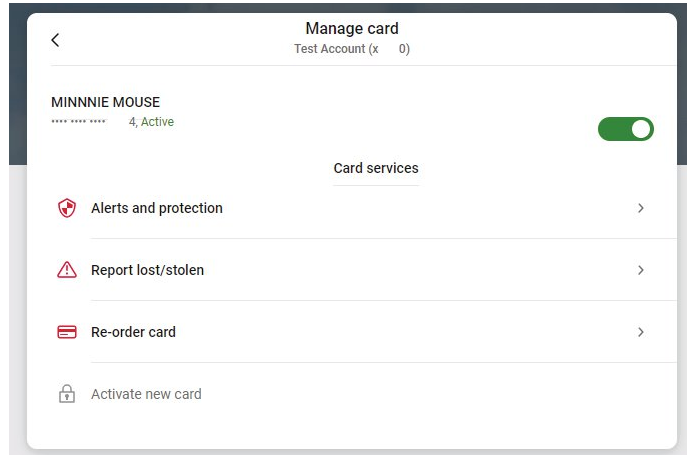 Manage card
Test Account (x 0)
MINNNIE MOUSE
•••• •••• •••• 4, Active
Card services
Alerts and protection
Report lost/stolen
Re-order card
Activate new card